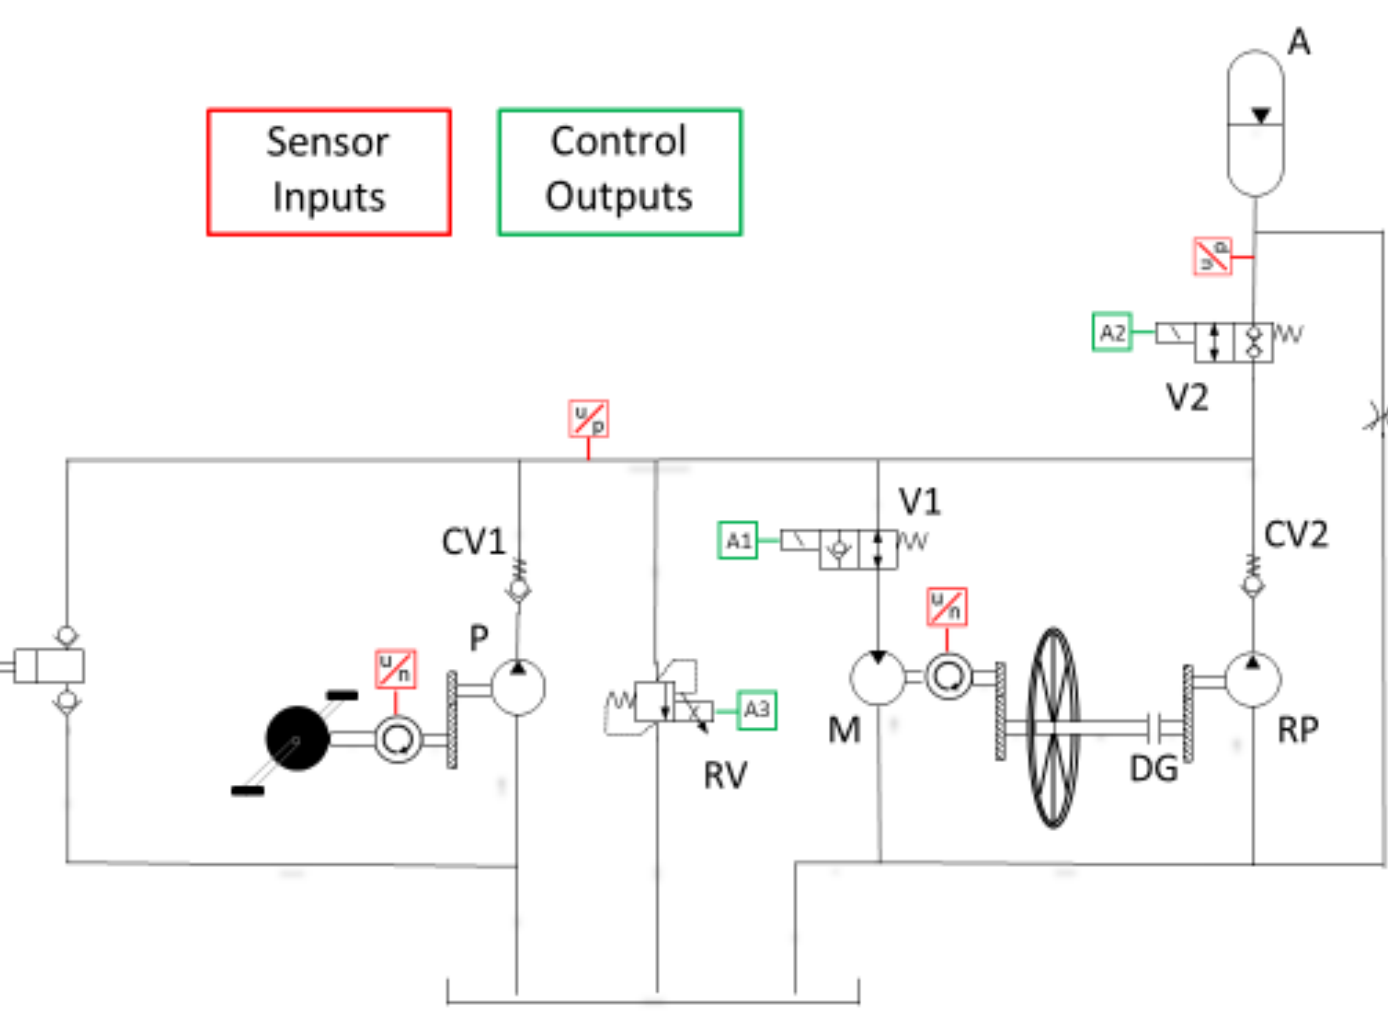 A
Sensor
Inputs
Control
Outputs
u/p
A2
V2
u/p
V1
A1
CV1
CV2
u/n
P
u/n
A3
M
RP
DG
RV